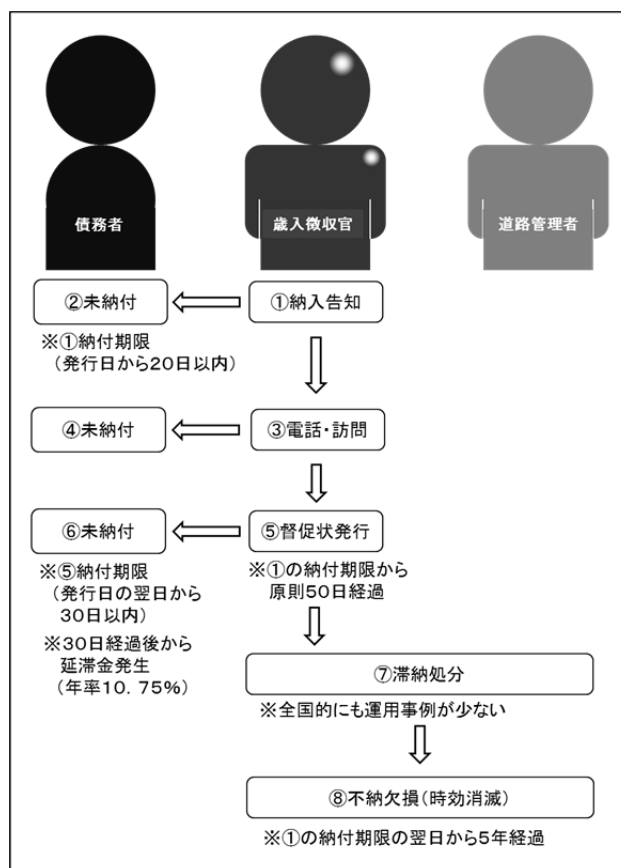 債務者
歳入徴収官
道路管理者
②未納付
①納入告知
※①納付期限
(発行日から20日以内)
④未納付
③電話・訪問
⑥未納付
⑤督促状発行
※⑤納付期限
(発行日の翌日から
30日以内)
※30日経過後から
延滞金発生
(年率10.75%)
※①の納付期限から
原則50日経過
⑦滞納処分
※全国的にも運用事例が少ない
⑧不納欠損(時効消滅)
※①の納付期限の翌日から5年経過